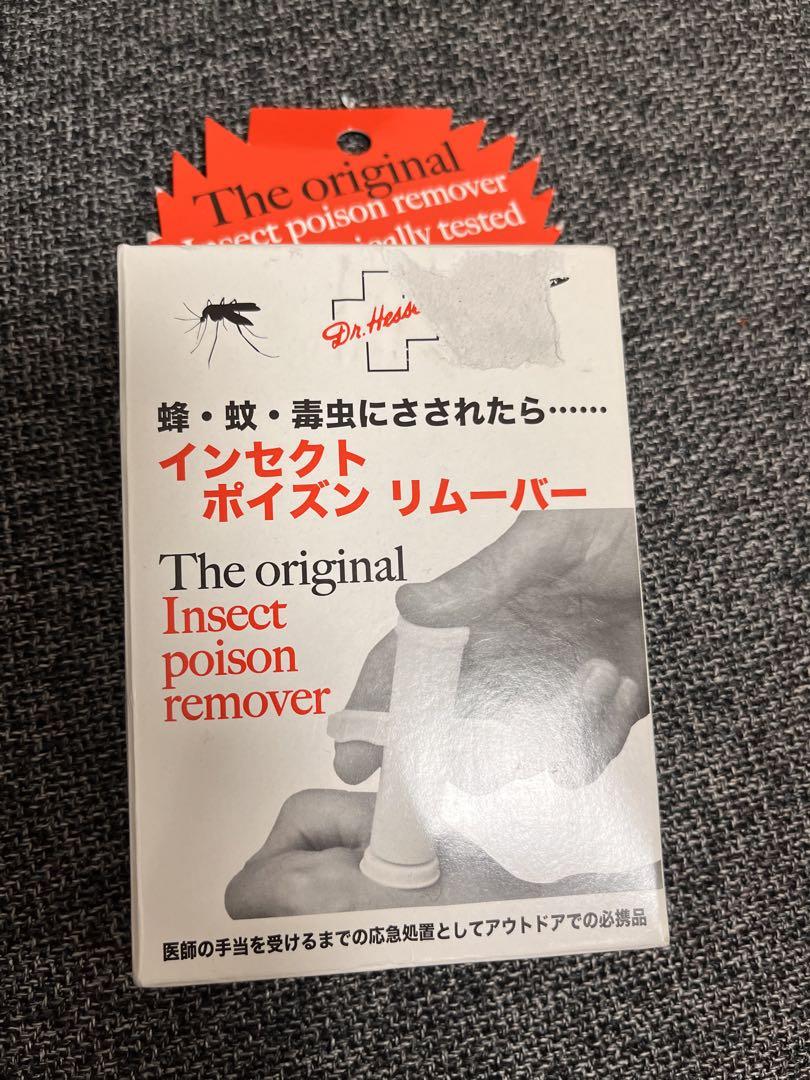 The original
Insect poison remover
tested
Dr.Hess
蜂・蚊・毒虫にさされたら……
インセクト
ポイズン リムーバー
The original
Insect
poison
remover
医師の手当を受けるまでの応急処置としてアウトドアでの必携品